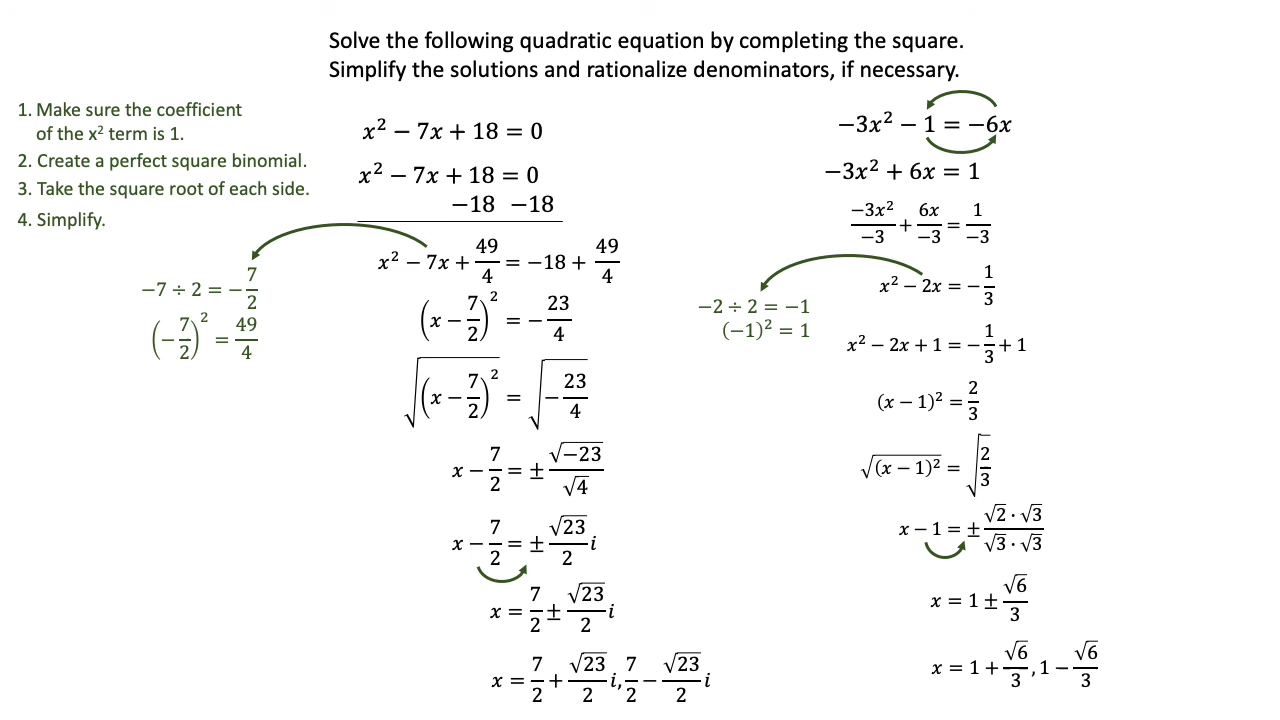 Solve the following quadratic equation by completing the square.
Simplify the solutions and rationalize denominators, if necessary.
1. Make sure the coefficient
of the x² term is 1.
2. Create a perfect square binomial.
3. Take the square root of each side.
4. Simplify.
−7 ÷ 2 = −7/2
(−7/2)² = 49/4
x² − 7x + 18 = 0
x² − 7x + 18 = 0
−18 −18
x² − 7x + 49/4 = −18 + 49/4
(x − 7/2)² = −23/4
√((x − 7/2)²) = √(−23/4)
x − 7/2 = ± √−23/√4
x − 7/2 = ± √23/2 i
x = 7/2 ± √23/2 i
x = 7/2 + √23/2 i, 7/2 − √23/2 i
−3x² − 1 = −6x
−3x² + 6x = 1
−3x²/−3 + 6x/−3 = 1/−3
x² − 2x = −1/3
−2 ÷ 2 = −1
(−1)² = 1
x² − 2x + 1 = −1/3 + 1
(x − 1)² = 2/3
√((x − 1)²) = √(2/3)
x − 1 = ± √2 · √3/√3 · √3
x = 1 ± √6/3
x = 1 + √6/3, 1 − √6/3